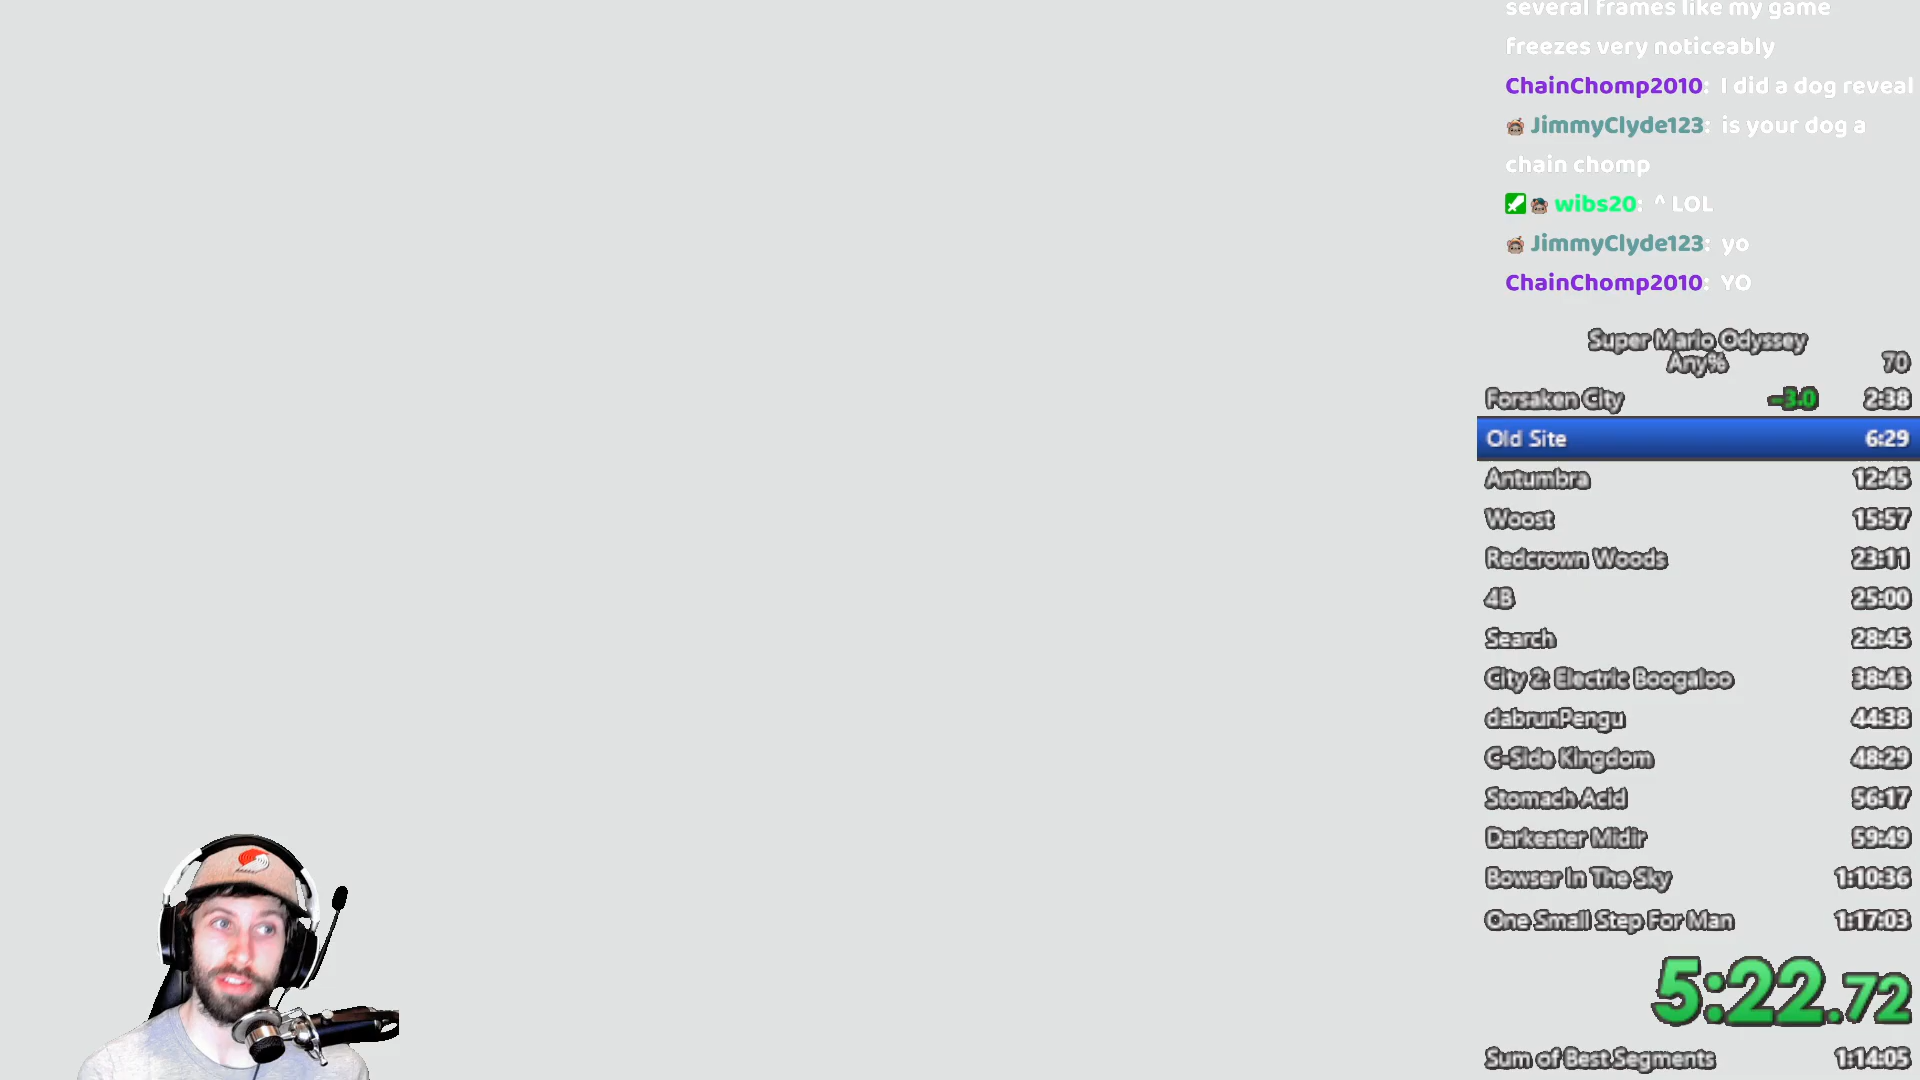 several frames like my game
freezes very noticeably
ChainChomp2010: I did a dog reveal
JimmyClyde123: is your dog a
chain chomp
wibs20: ^ LOL
JimmyClyde123: yo
ChainChomp2010: YO
Super Mario Odyssey
Any% 70
Forsaken City -3.0 2:38
Old Site 6:29
Antumbra 12:45
Woost 15:57
Redcrown Woods 23:11
4B 25:00
Search 28:45
City 2: Electric Boogaloo 38:43
dabrunPengu 44:38
C-Side Kingdom 48:29
Stomach Acid 56:17
Darkeater Midir 59:49
Bowser In The Sky 1:10:36
One Small Step For Man 1:17:03
5:22.72
Sum of Best Segments 1:14:05